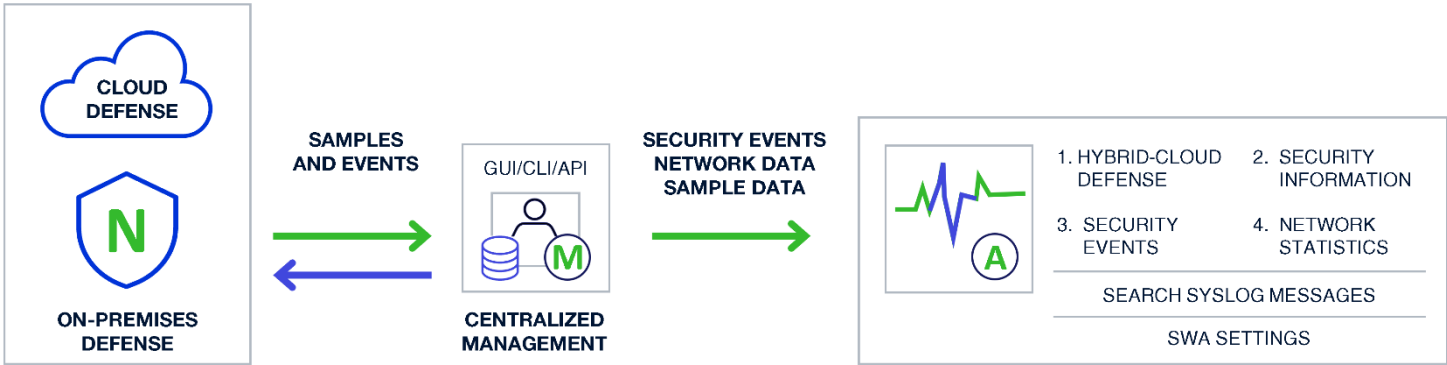 CLOUD
DEFENSE
N
ON-PREMISES
DEFENSE
SAMPLES
AND EVENTS
GUI/CLI/API
M
CENTRALIZED
MANAGEMENT
SECURITY EVENTS
NETWORK DATA
SAMPLE DATA
A
1. HYBRID-CLOUD
DEFENSE
2. SECURITY
INFORMATION
3. SECURITY
EVENTS
4. NETWORK
STATISTICS
SEARCH SYSLOG MESSAGES
SWA SETTINGS